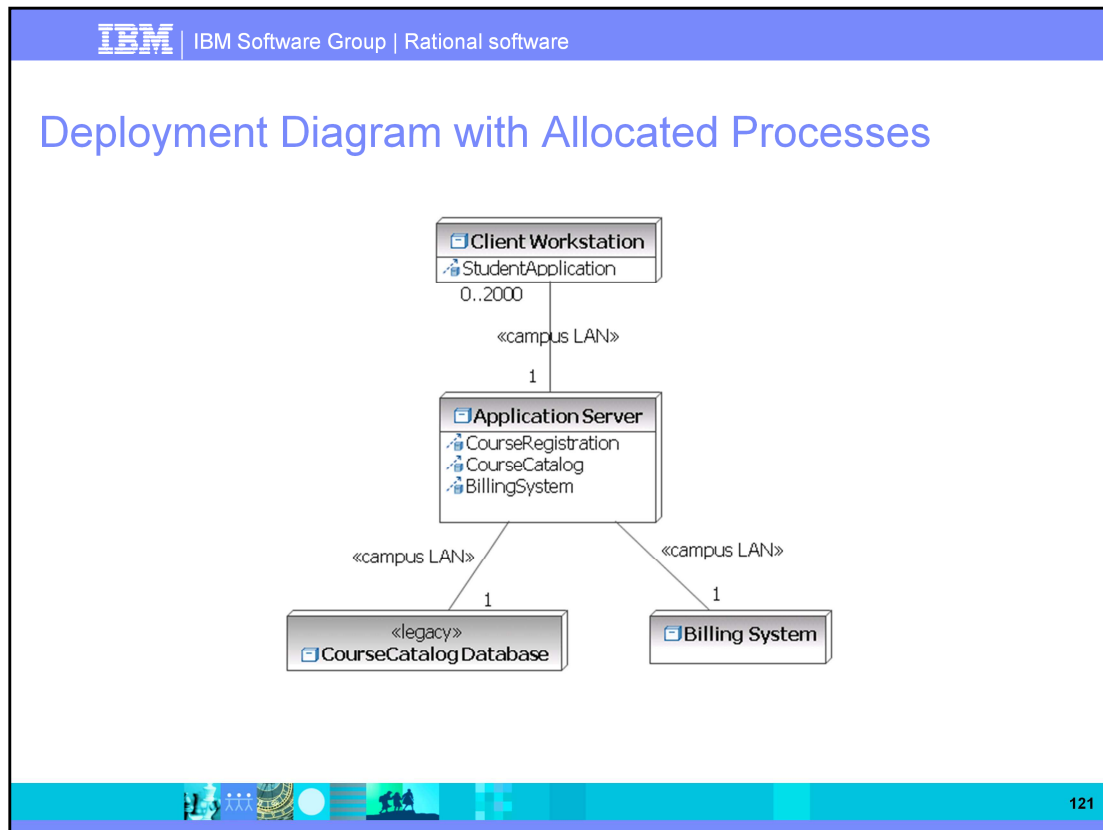 IBM | IBM Software Group | Rational software
Deployment Diagram with Allocated Processes
Client Workstation
StudentApplication
0..2000
«campus LAN»
1
Application Server
CourseRegistration
CourseCatalog
BillingSystem
«campus LAN»
«campus LAN»
1
1
«legacy»
CourseCatalog Database
Billing System
121